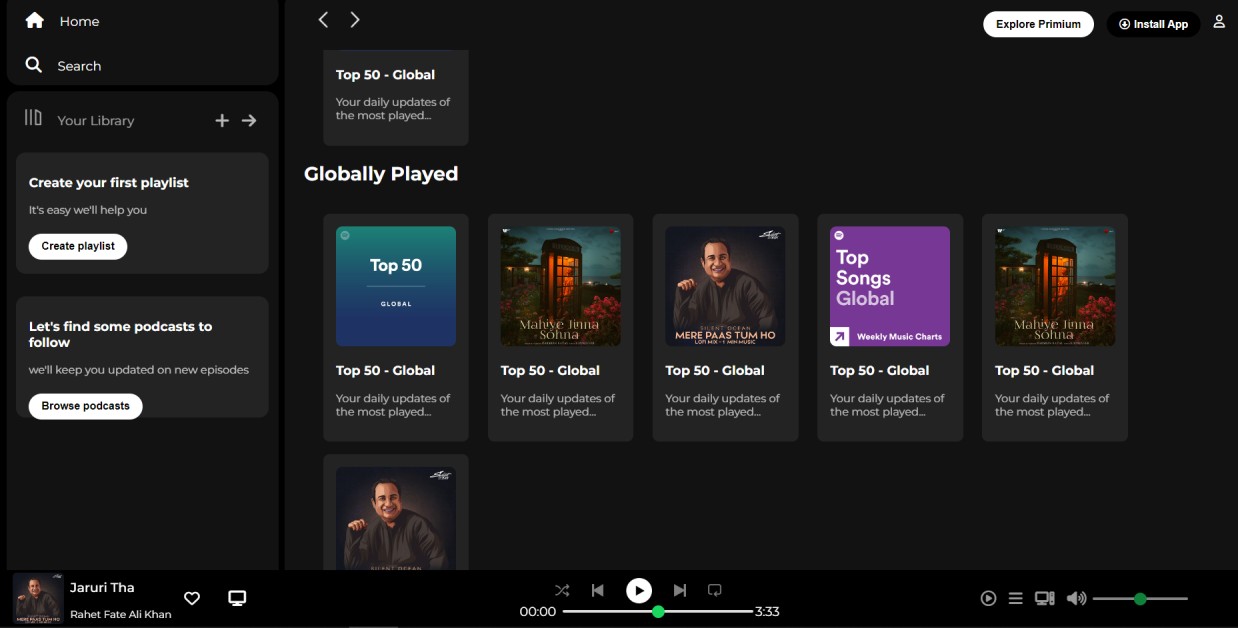 Home
Search
Your Library
Create your first playlist
It's easy we'll help you
Create playlist
Let's find some podcasts to
follow
we'll keep you updated on new episodes
Browse podcasts
Explore Primium
Install App
Top 50 - Global
Your daily updates of
the most played...
Globally Played
Top 50
GLOBAL
Top 50 - Global
Your daily updates of
the most played...
Mahiye Jinna
Sohna
Top 50 - Global
Your daily updates of
the most played...
SILENT OCEAN
MERE PAAS TUM HO
LOFI MIX - 1 MIN MUSIC
Top 50 - Global
Your daily updates of
the most played...
Top
Songs
Global
Weekly Music Charts
Top 50 - Global
Your daily updates of
the most played...
Mahiye Jinna
Sohna
Top 50 - Global
Your daily updates of
the most played...
SILENT OCEAN
MERE PAAS TUM HO
Jaruri Tha
Rahet Fate Ali Khan
00:00
3:33